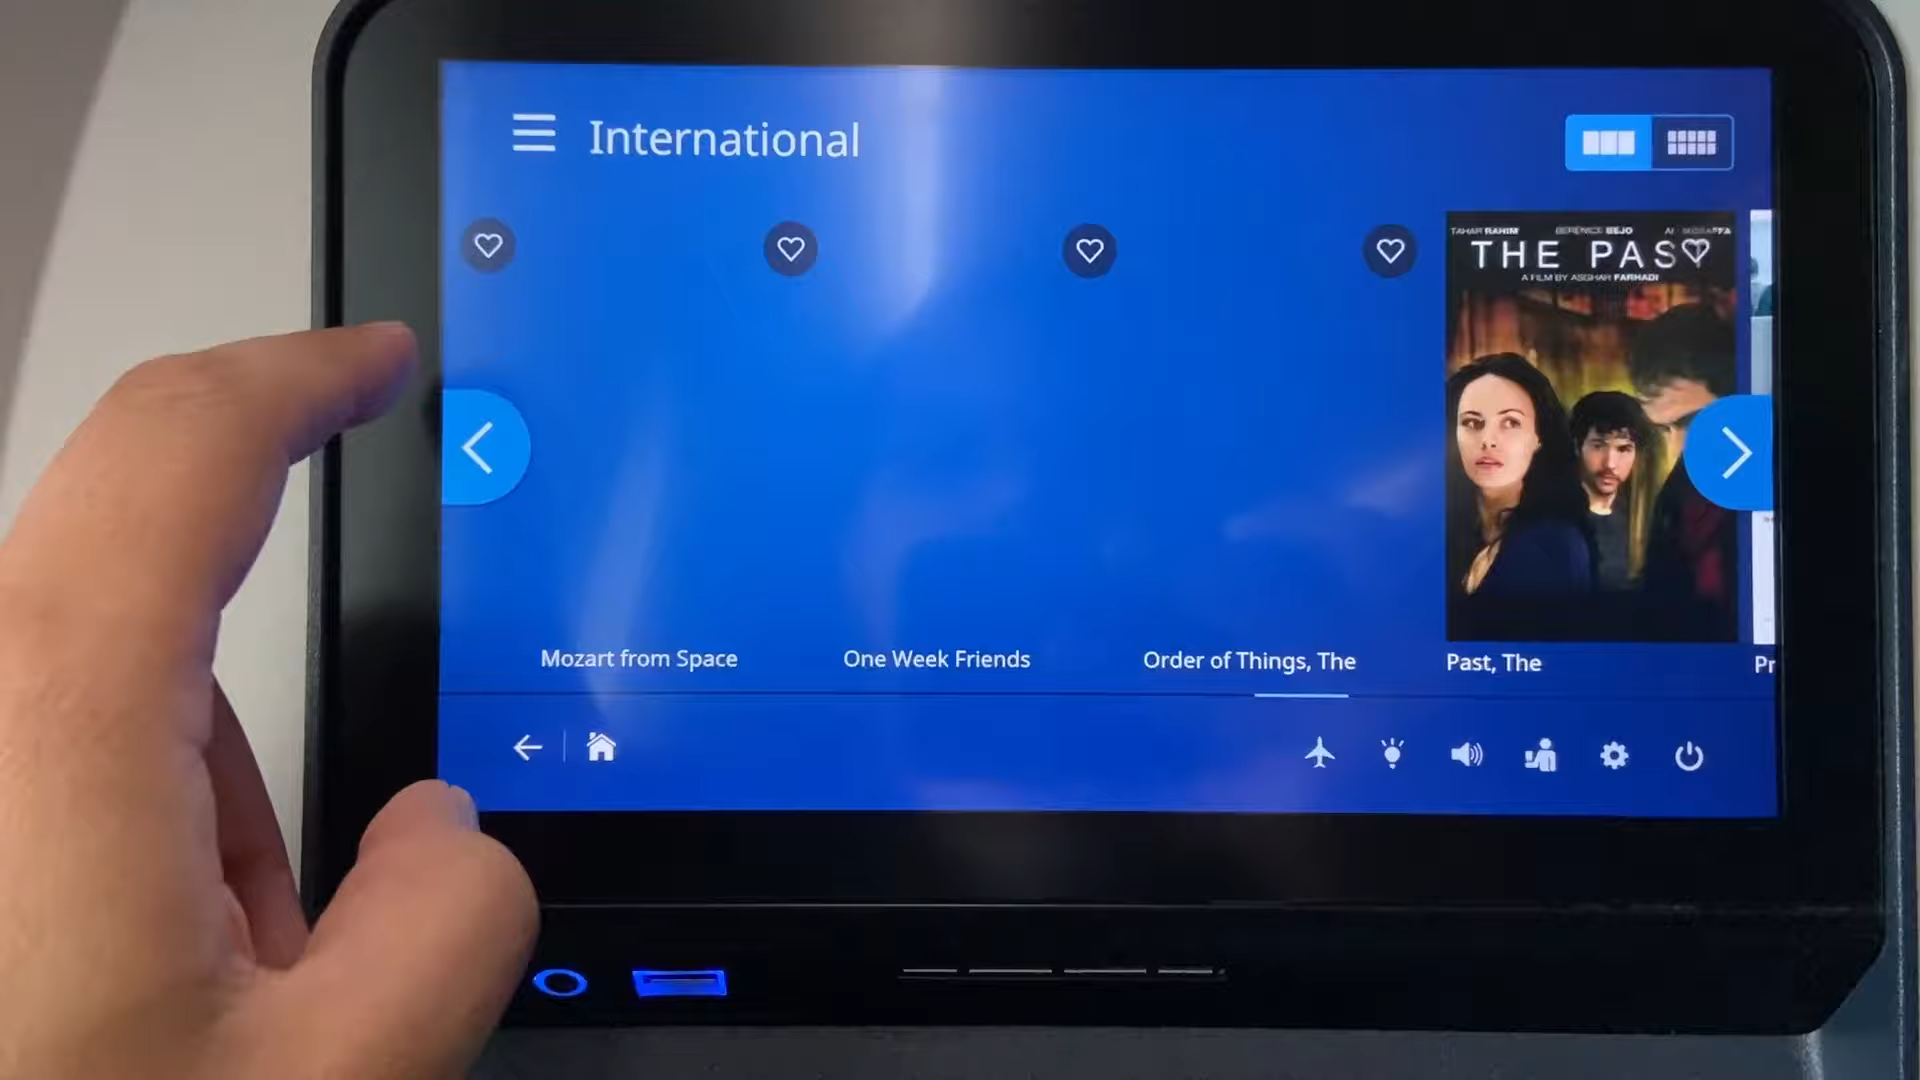 International
TAHAR RAHIM BERENICE BEJO
THE PAST
A FILM BY ASGHAR FARHADI
Mozart from Space
One Week Friends
Order of Things, The
Past, The
Pr